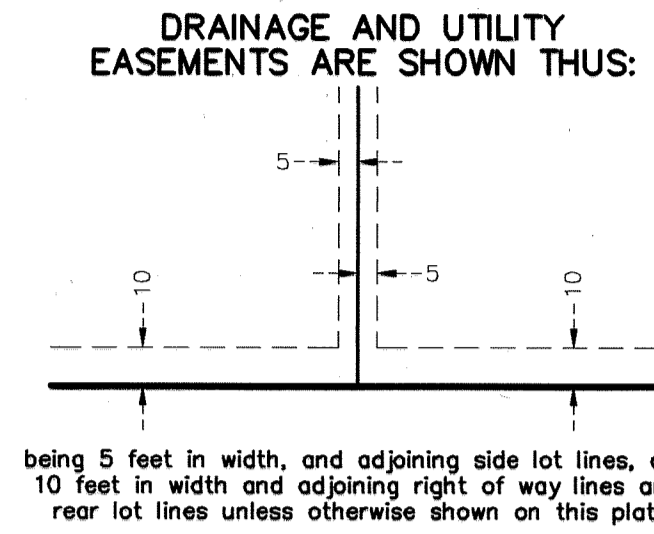 DRAINAGE AND UTILITY
EASEMENTS ARE SHOWN THUS:
5
5
10
10
being 5 feet in width, and adjoining side lot lines,
10 feet in width and adjoining right of way lines
rear lot lines unless otherwise shown on this plat